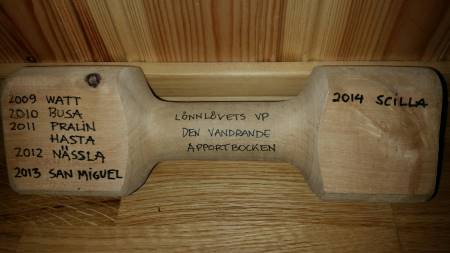 2009 WATT
2010 BUSA
2011 PRALIN
HASTA
2012 NÄSSLA
2013 SAN MIGUEL
LÖNNLÖVETS VP
DEN VANDRANDE
APPORTBOCKEN
2014 SCILLA